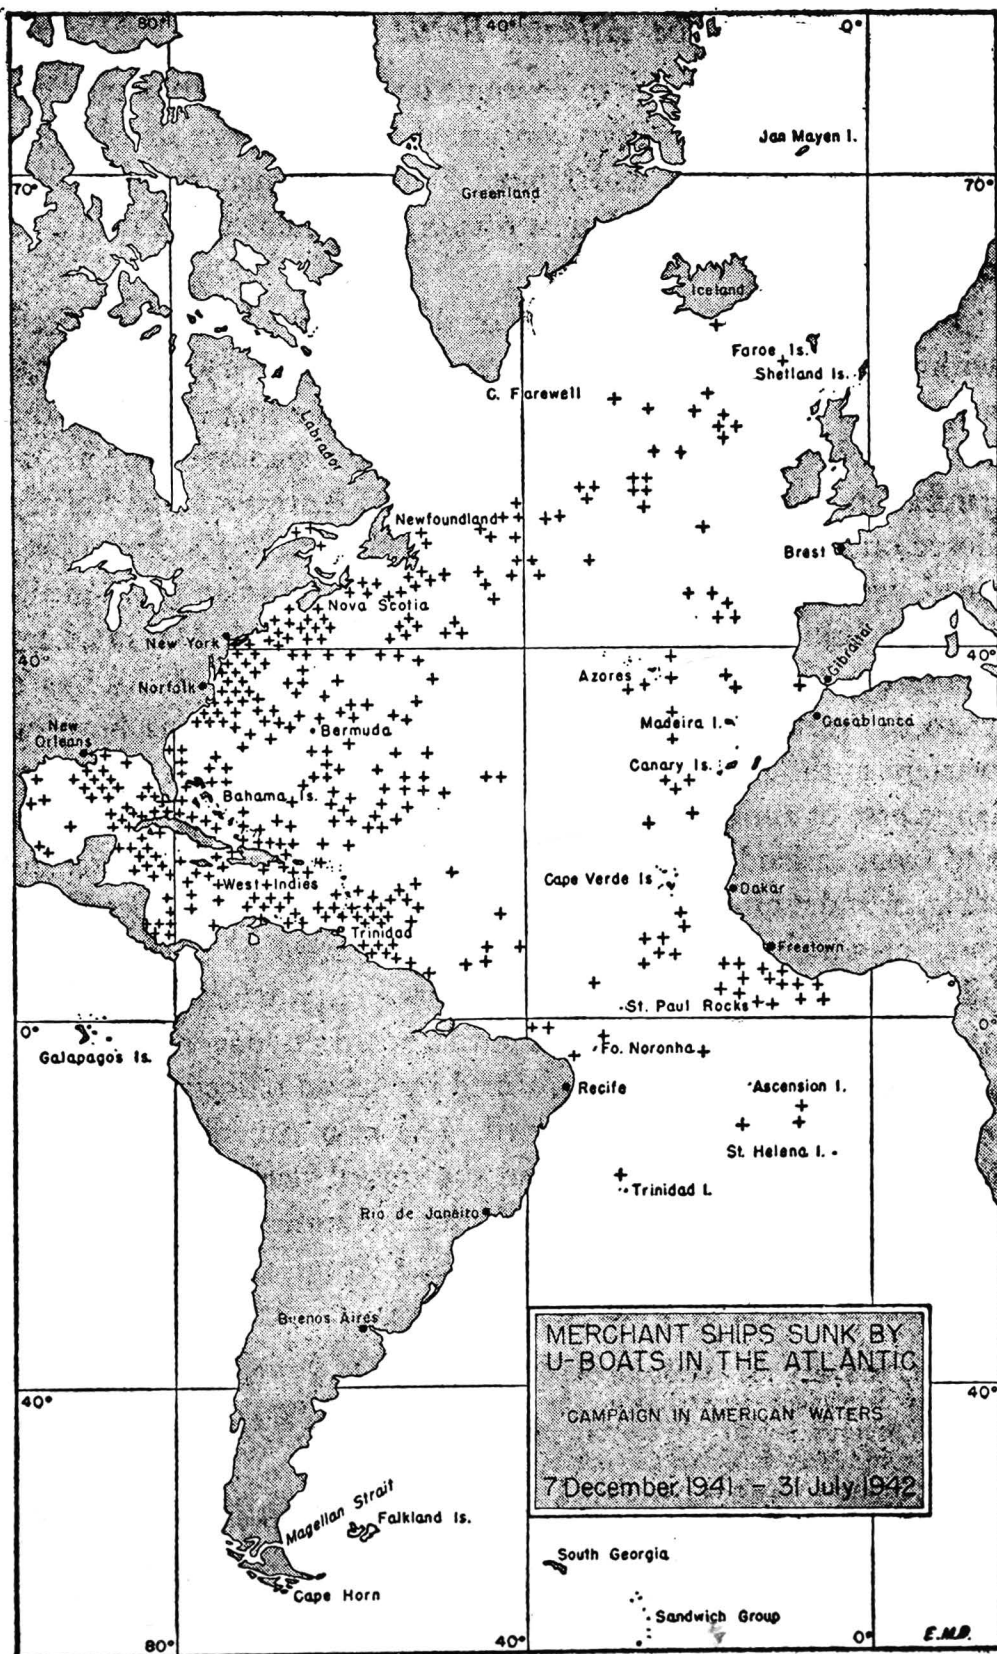 80°
40°
0°
Jan Mayen I.
70°
70°
Greenland
Iceland
Faroe Is.
Shetland Is.
C. Farewell
Labrador
Newfoundland
Brest
Nova Scotia
New York
40°
Gibraltar
40°
Azores
Norfolk
Madeira I.
Casablanca
New
Orleans
Bermuda
Canary Is.
Bahama Is.
West Indies
Cape Verde Is
Dakar
Trinidad
Freetown
St. Paul Rocks
0°
0°
Galapagos Is.
Fo. Noronha
Recife
Ascension I.
St. Helena I.
Trinidad I.
Rio de Janeiro
Buenos Aires
MERCHANT SHIPS SUNK BY
U-BOATS IN THE ATLANTIC
40°
40°
CAMPAIGN IN AMERICAN WATERS
7 December 1941 - 31 July 1942
Magellan Strait
Falkland Is.
South Georgia
Cape Horn
Sandwich Group
80°
40°
0°
E.M.D.